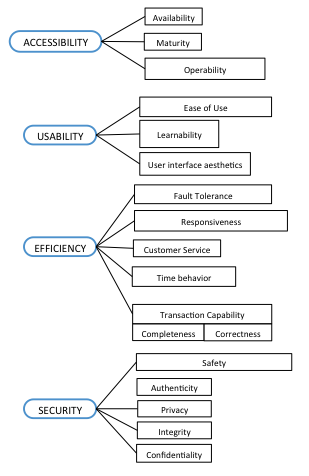 ACCESSIBILITY
Availability
Maturity
Operability
USABILITY
Ease of Use
Learnability
User interface aesthetics
EFFICIENCY
Fault Tolerance
Responsiveness
Customer Service
Time behavior
Transaction Capability
Completeness
Correctness
SECURITY
Safety
Authenticity
Privacy
Integrity
Confidentiality